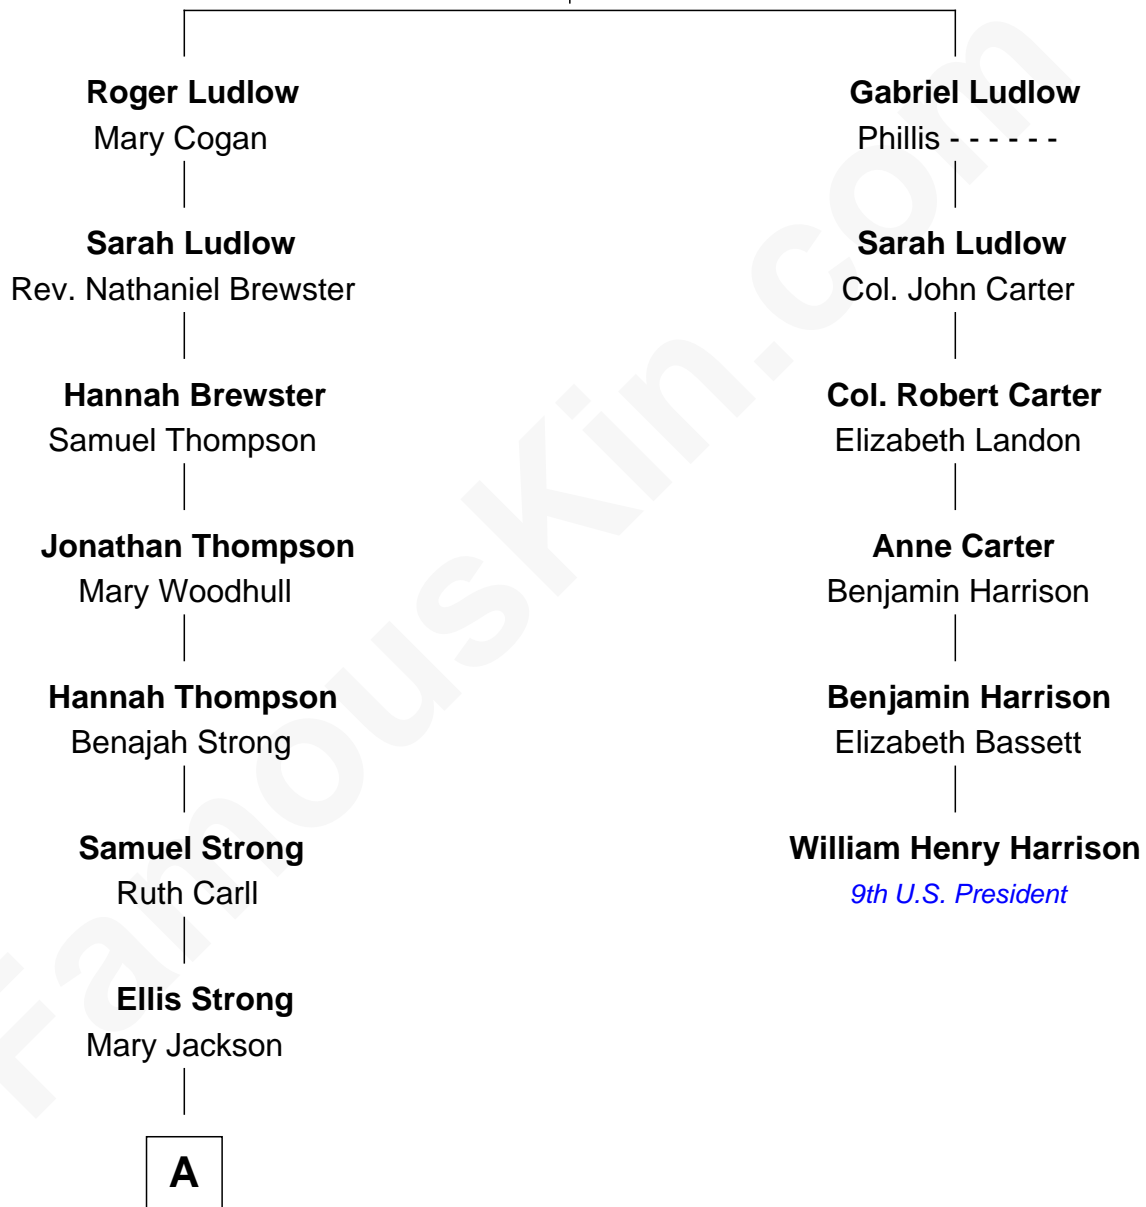 Roger Ludlow
Mary Cogan
Sarah Ludlow
Rev. Nathaniel Brewster
Hannah Brewster
Samuel Thompson
Jonathan Thompson
Mary Woodhull
Hannah Thompson
Benajah Strong
Samuel Strong
Ruth Carll
Ellis Strong
Mary Jackson
A
Gabriel Ludlow
Phillis - - - - - -
Sarah Ludlow
Col. John Carter
Col. Robert Carter
Elizabeth Landon
Anne Carter
Benjamin Harrison
Benjamin Harrison
Elizabeth Bassett
William Henry Harrison
9th U.S. President
FamousKin.com